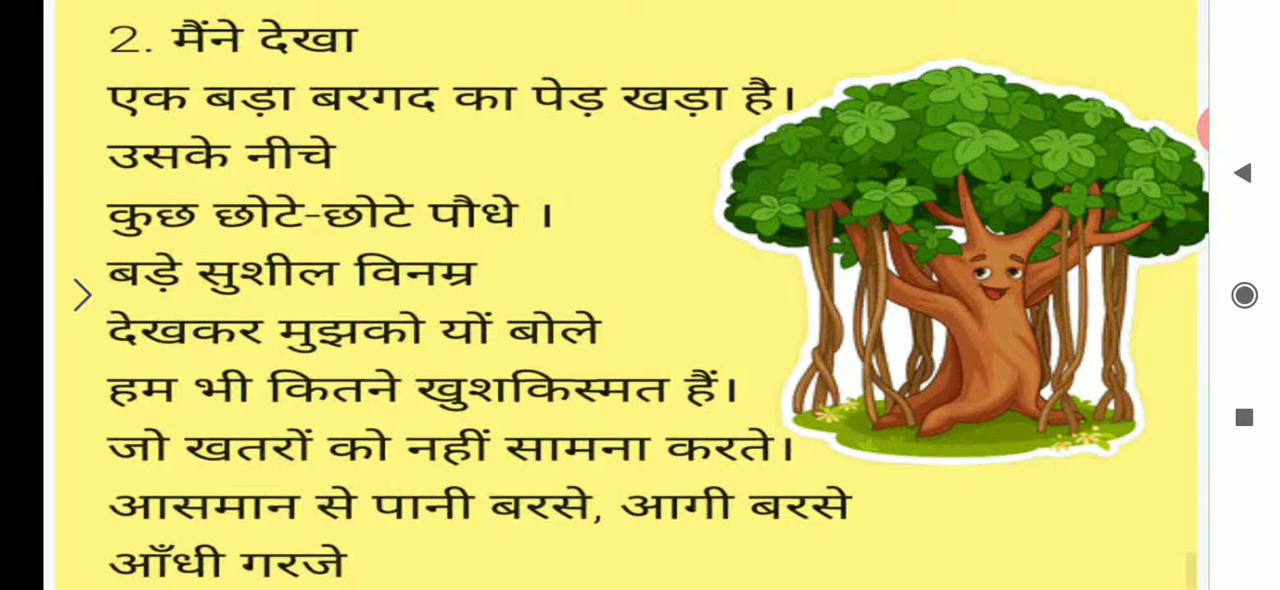 2. मैंने देखा
एक बड़ा बरगद का पेड़ खड़ा है।
उसके नीचे
कुछ छोटे-छोटे पौधे ।
बड़े सुशील विनम्र
देखकर मुझको यों बोले
हम भी कितने खुशकिस्मत हैं।
जो खतरों को नहीं सामना करते।
आसमान से पानी बरसे, आगी बरसे
आँधी गरजे